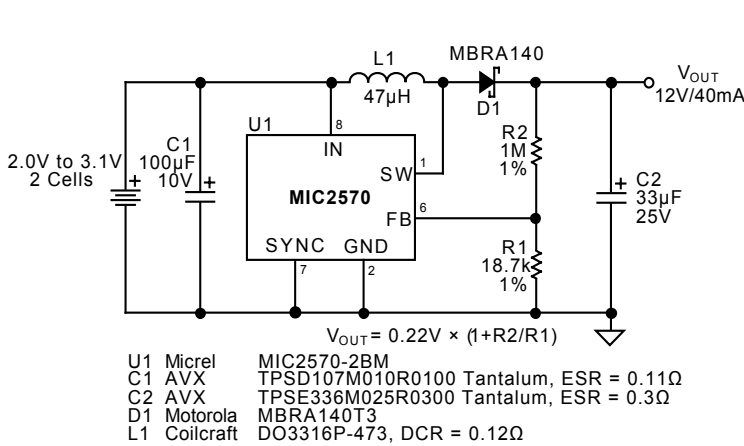 L1
47µH
MBRA140
D1
VOUT
12V/40mA
U1
8
IN
C1
100µF
10V
+
2.0V to 3.1V
2 Cells
+
SW
1
MIC2570
FB
6
SYNC
GND
7
2
R2
1M
1%
R1
18.7k
1%
+
C2
33µF
25V
VOUT = 0.22V × (1+R2/R1)
U1 Micrel MIC2570-2BM
C1 AVX TPSD107M010R0100 Tantalum, ESR = 0.11Ω
C2 AVX TPSE336M025R0300 Tantalum, ESR = 0.3Ω
D1 Motorola MBRA140T3
L1 Coilcraft DO3316P-473, DCR = 0.12Ω